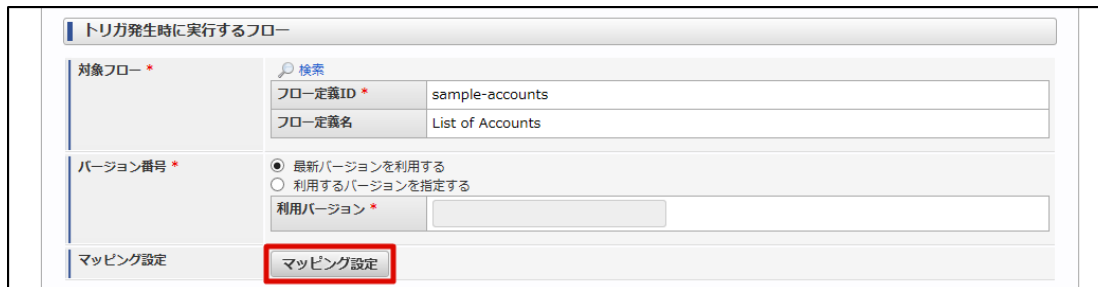 トリガ発生時に実行するフロー
対象フロー *
検索
フロー定義ID * sample-accounts
フロー定義名 List of Accounts
バージョン番号 *
最新バージョンを利用する
利用するバージョンを指定する
利用バージョン *
マッピング設定 マッピング設定